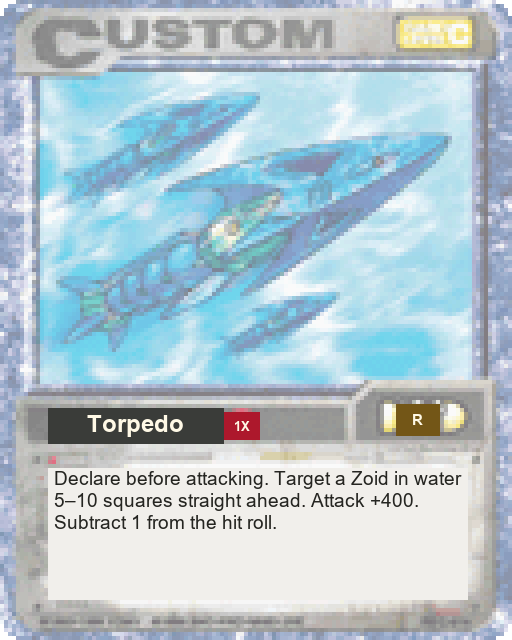 CUSTOM
C
Torpedo
1X
R
Declare before attacking. Target a Zoid in water
5–10 squares straight ahead. Attack +400.
Subtract 1 from the hit roll.